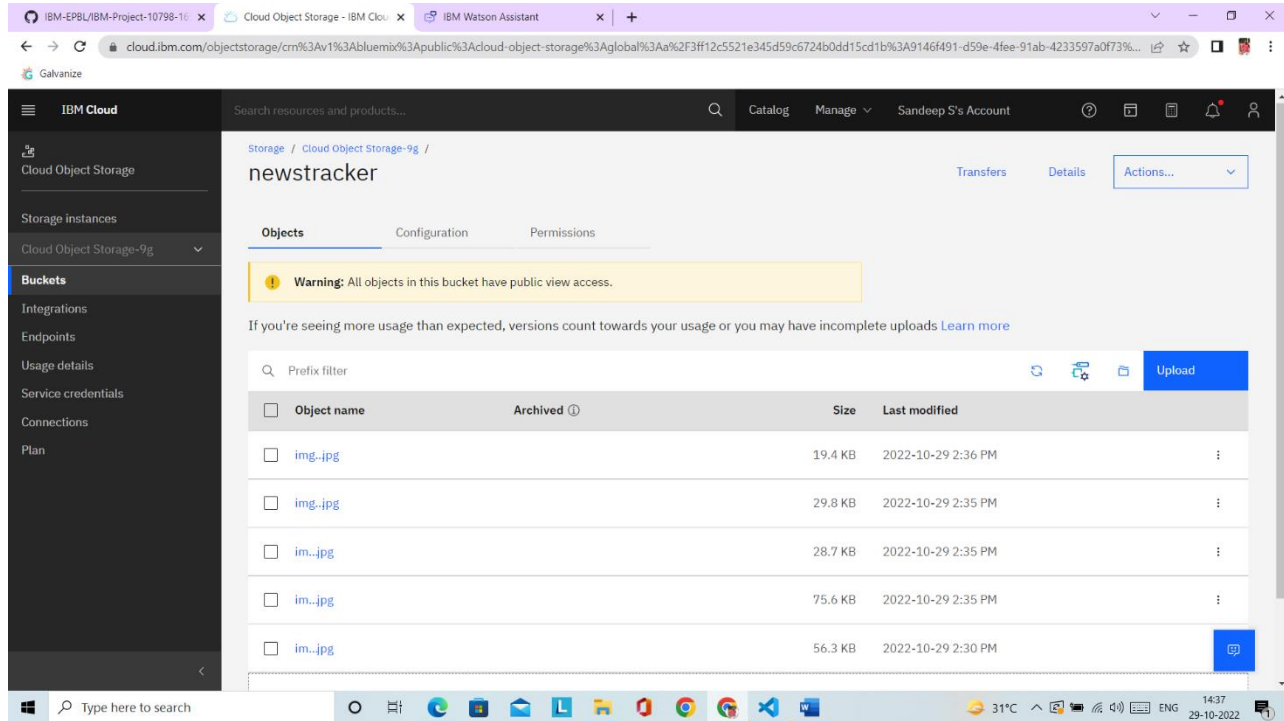 IBM-EPBL/IBM-Project-10798-16
Cloud Object Storage - IBM Clou
IBM Watson Assistant
cloud.ibm.com/objectstorage/crn%3Av1%3Abluemix%3Apublic%3Acloud-object-storage%3Aglobal%3Aa%2F3ff12c5521e345d59c6724b0dd15cd1b%3A9146f491-d59e-4fee-91ab-4233597a0f73%...
Galvanize
IBM Cloud
Search resources and products...
Catalog
Manage
Sandeep S's Account
Cloud Object Storage
Storage instances
Cloud Object Storage-9g
Buckets
Integrations
Endpoints
Usage details
Service credentials
Connections
Plan
Storage / Cloud Object Storage-9g /
newstracker
Transfers
Details
Actions...
Objects
Configuration
Permissions
Warning: All objects in this bucket have public view access.
If you're seeing more usage than expected, versions count towards your usage or you may have incomplete uploads Learn more
Prefix filter
Upload
Object name Archived Size Last modified
img..jpg 19.4 KB 2022-10-29 2:36 PM
img..jpg 29.8 KB 2022-10-29 2:35 PM
im...jpg 28.7 KB 2022-10-29 2:35 PM
im...jpg 75.6 KB 2022-10-29 2:35 PM
im...jpg 56.3 KB 2022-10-29 2:30 PM
Type here to search
31°C
ENG
14:37
29-10-2022